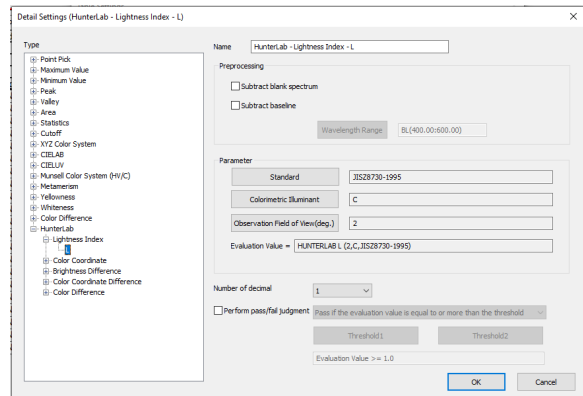 Detail Settings (HunterLab - Lightness Index - L)
Type
Point Pick
Maximum Value
Minimum Value
Peak
Valley
Area
Statistics
Cutoff
XYZ Color System
CIELAB
CIELUV
Munsell Color System (HV/C)
Metamerism
Yellowness
Whiteness
Color Difference
HunterLab
Lightness Index
L
Color Coordinate
Brightness Difference
Color Coordinate Difference
Color Difference
Name HunterLab - Lightness Index - L
Preprocessing
Subtract blank spectrum
Subtract baseline
Wavelength Range BL(400.00:600.00)
Parameter
Standard JISZ8730-1995
Colorimetric Illuminant C
Observation Field of View(deg.) 2
Evaluation Value = HUNTERLAB L (2,C,JISZ8730-1995)
Number of decimal 1
Perform pass/fail judgment Pass if the evaluation value is equal to or more than the threshold
Threshold1 Threshold2
Evaluation Value >= 1.0
OK Cancel